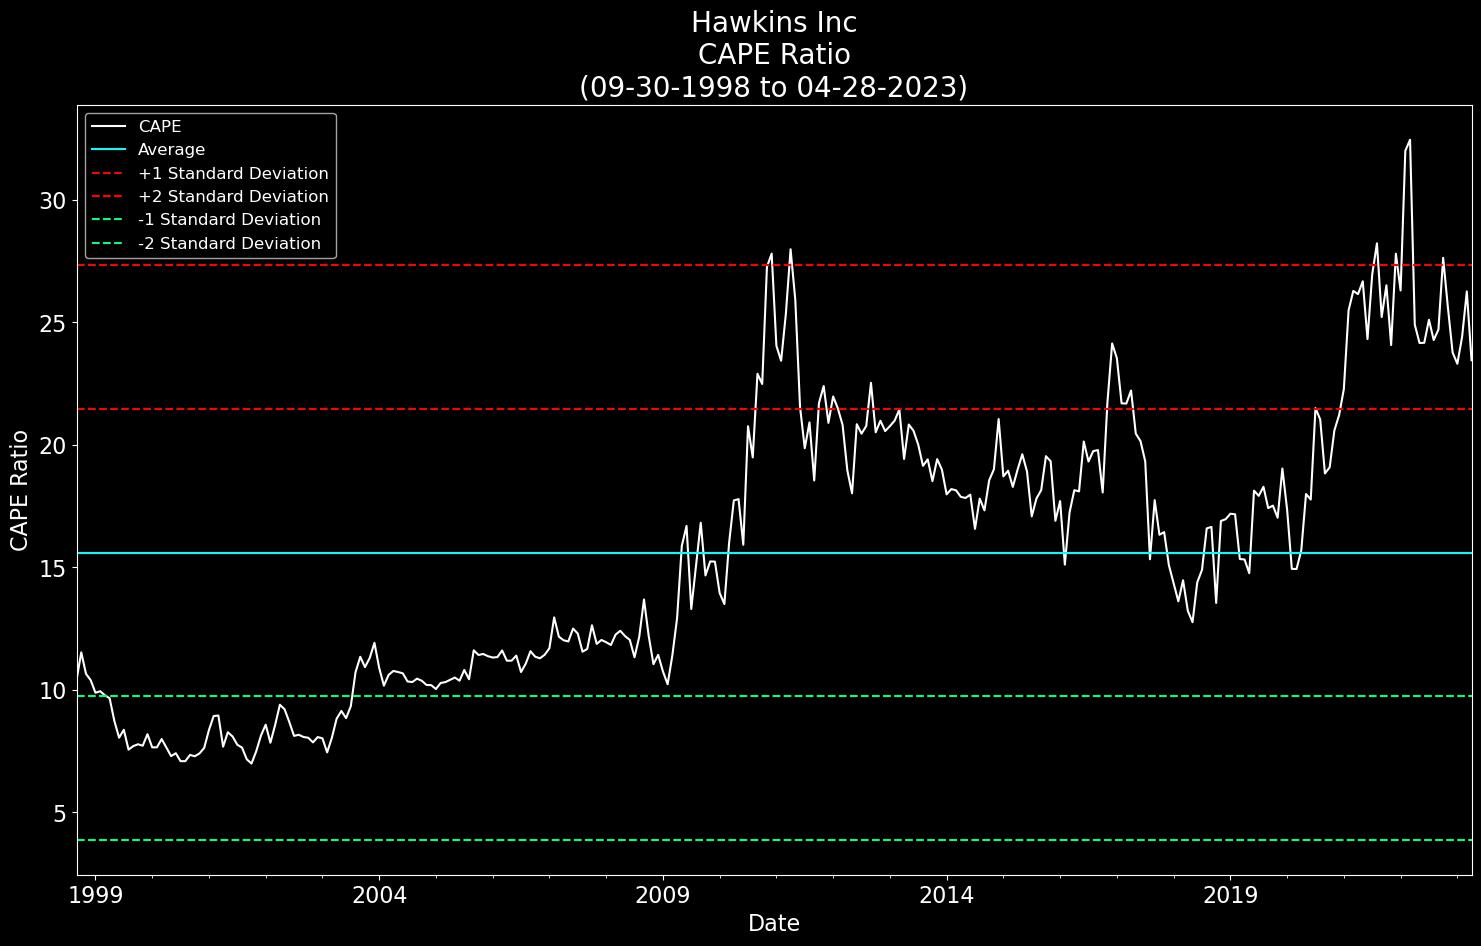 Hawkins Inc
CAPE Ratio
(09-30-1998 to 04-28-2023)
CAPE
Average
+1 Standard Deviation
+2 Standard Deviation
-1 Standard Deviation
-2 Standard Deviation
30
25
20
15
10
5
CAPE Ratio
1999
2004
2009
2014
2019
Date